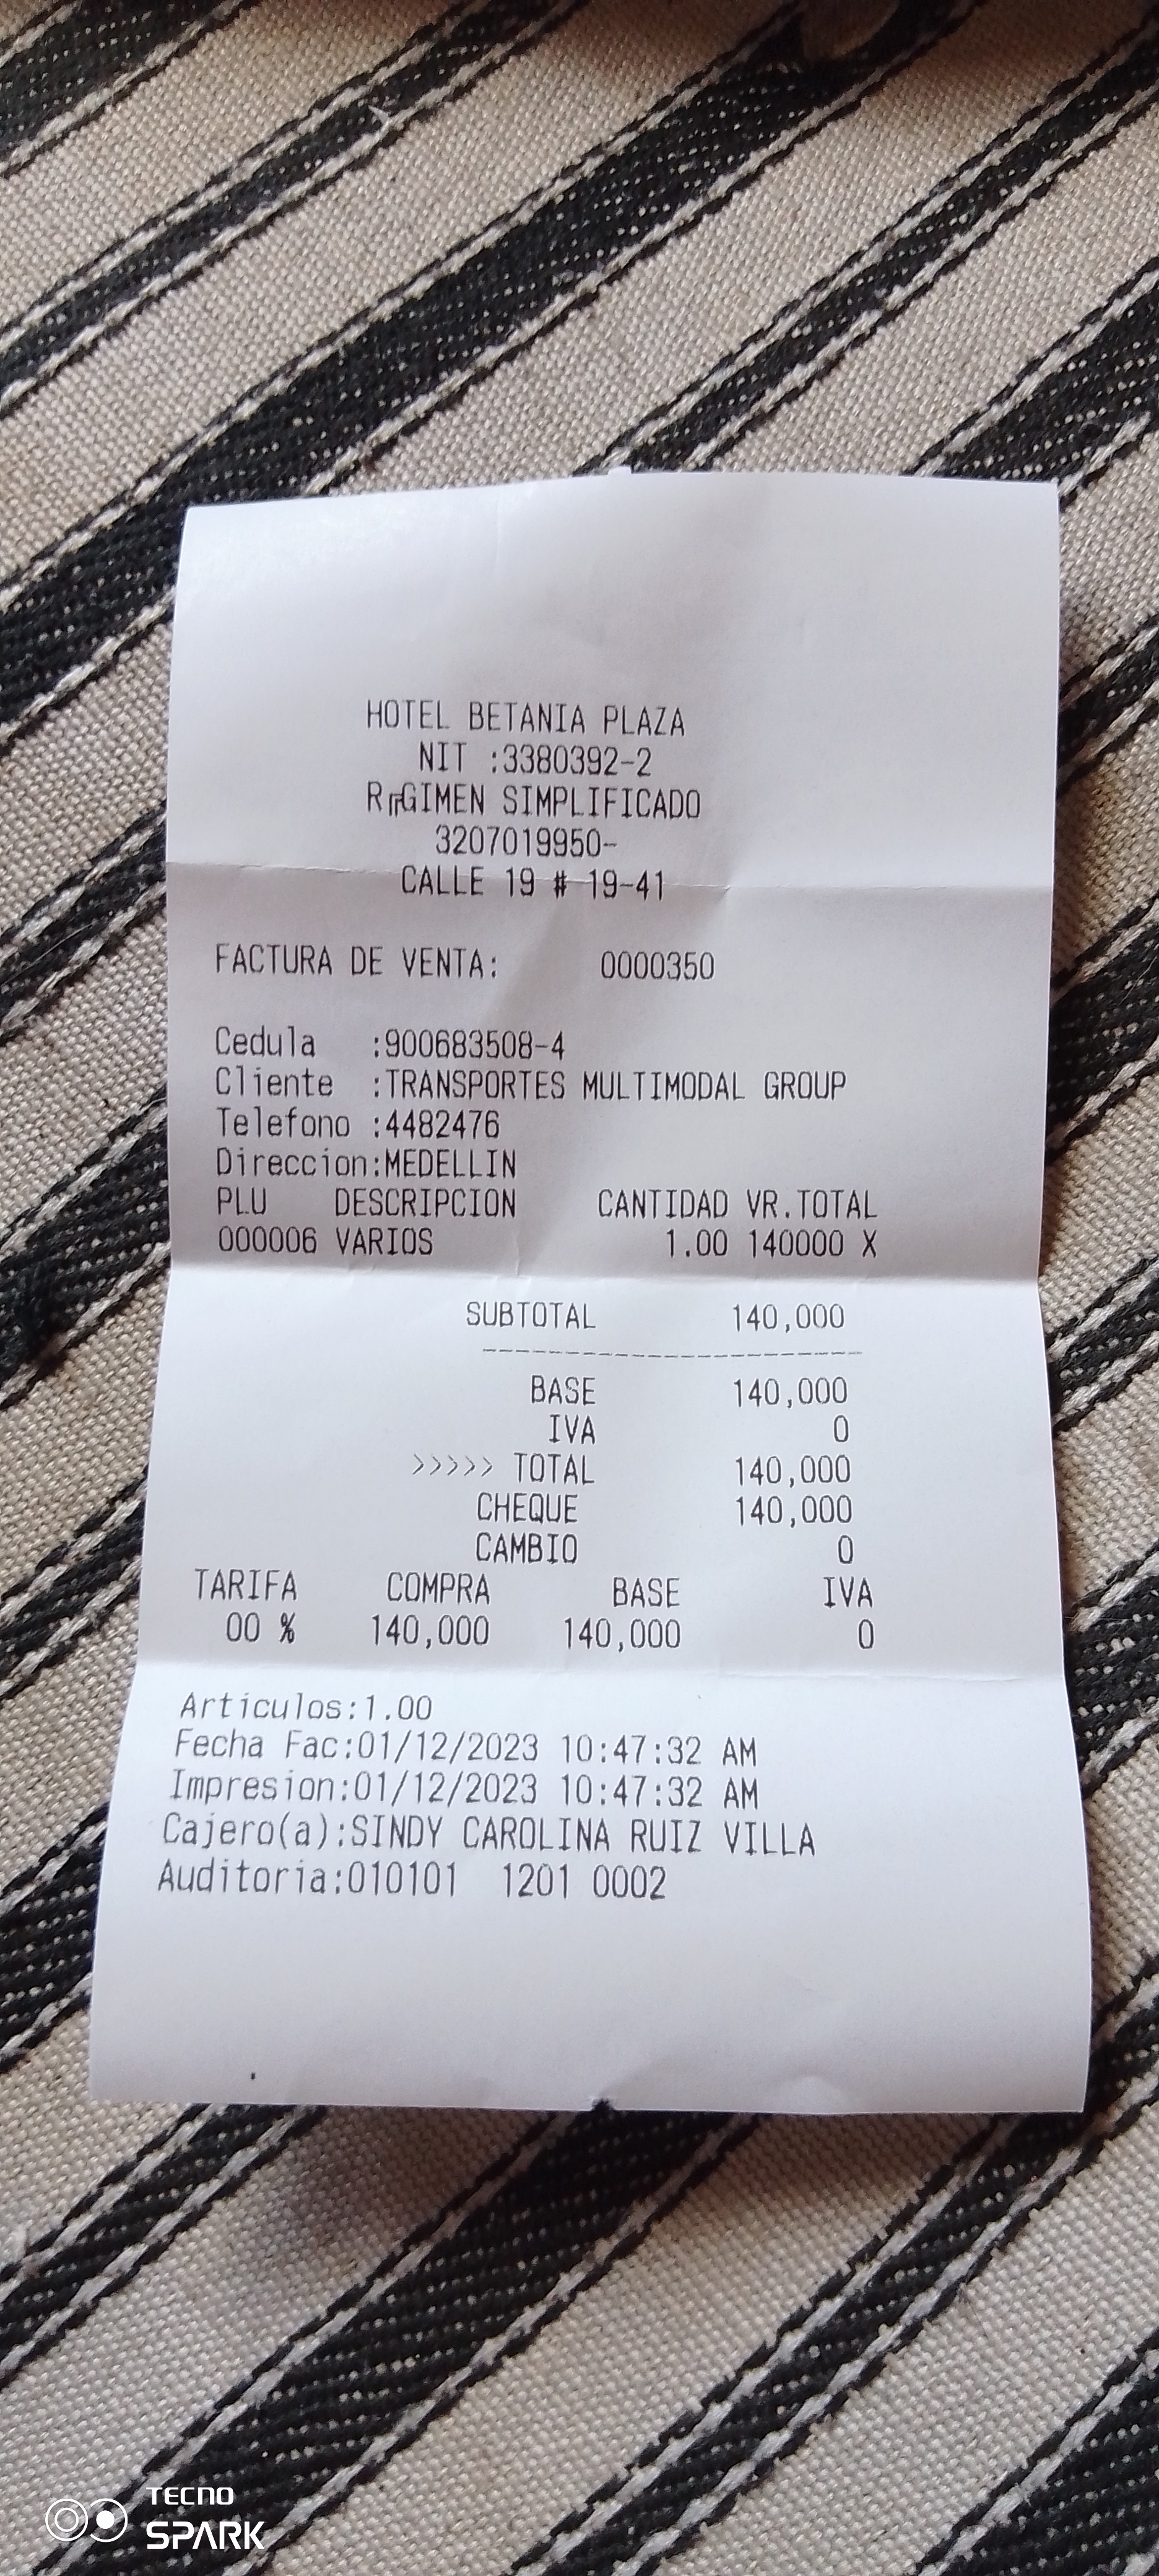 HOTEL BETANIA PLAZA
NIT :3380392-2
R╓GIMEN SIMPLIFICADO
3207019950-
CALLE 19 # 19-41
FACTURA DE VENTA: 0000350
Cedula :900683508-4
Cliente :TRANSPORTES MULTIMODAL GROUP
Telefono :4482476
Direccion:MEDELLIN
PLU DESCRIPCION CANTIDAD VR.TOTAL
000006 VARIOS 1.00 140000 X
SUBTOTAL 140,000
------------------------
BASE 140,000
IVA 0
>>>>> TOTAL 140,000
CHEQUE 140,000
CAMBIO 0
TARIFA COMPRA BASE IVA
00 % 140,000 140,000 0
Articulos:1.00
Fecha Fac:01/12/2023 10:47:32 AM
Impresion:01/12/2023 10:47:32 AM
Cajero(a):SINDY CAROLINA RUIZ VILLA
Auditoria:010101 1201 0002
TECNO
SPARK